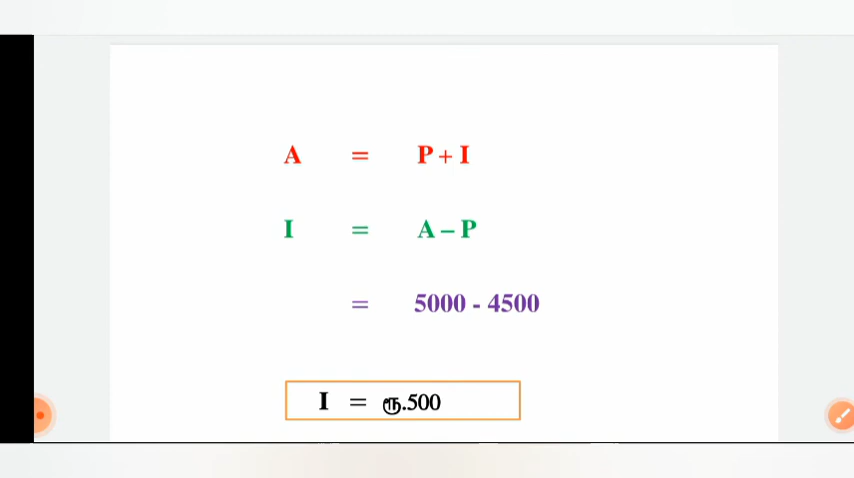 A = P + I
I = A – P
= 5000 - 4500
I = ரூ.500